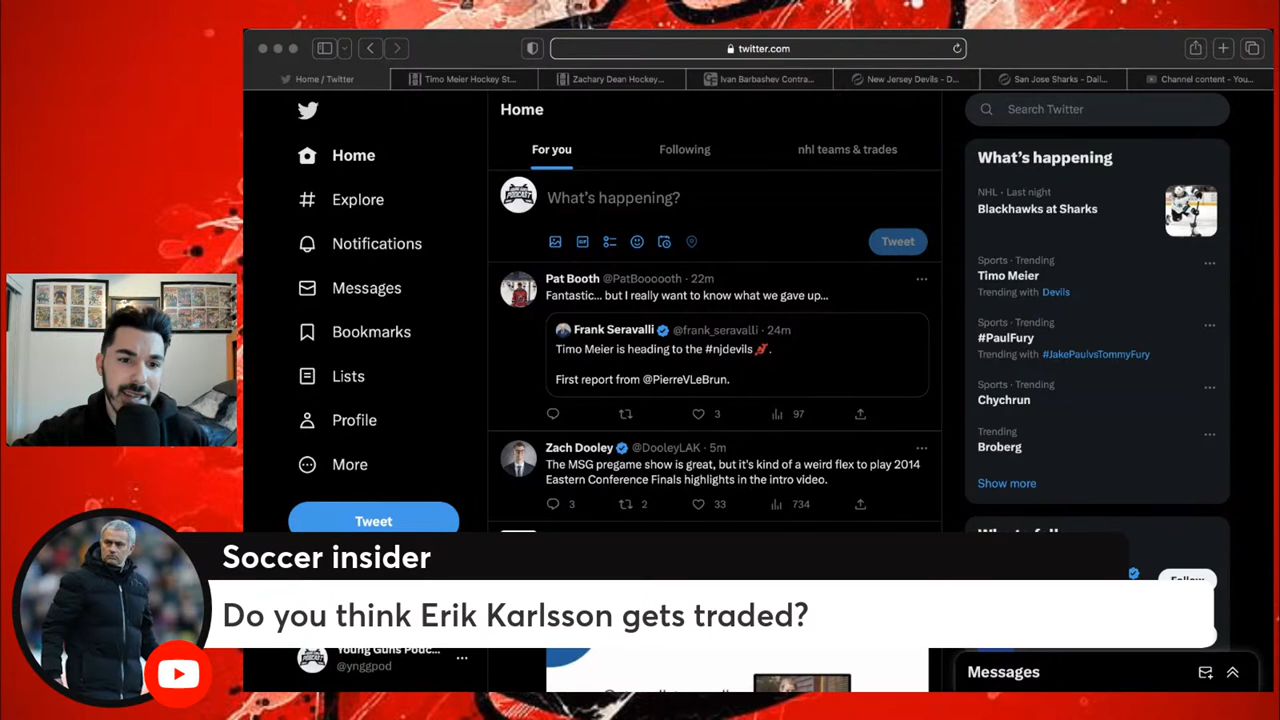 twitter.com
Home / Twitter
Timo Meier Hockey St...
Zachary Dean Hockey...
Ivan Barbashev Contra...
New Jersey Devils - D...
San Jose Sharks - Dail...
Channel content - You...
Home
Explore
Notifications
Messages
Bookmarks
Lists
Profile
More
Tweet
Home
For you
Following
nhl teams & trades
What's happening?
Tweet
Pat Booth @PatBoooooth · 22m
Fantastic... but I really want to know what we gave up...
Frank Seravalli @frank_seravalli · 24m
Timo Meier is heading to the #njdevils.
First report from @PierreVLeBrun.
3
97
Zach Dooley @DooleyLAK · 5m
The MSG pregame show is great, but it's kind of a weird flex to play 2014
Eastern Conference Finals highlights in the intro video.
3
2
33
734
Search Twitter
What's happening
NHL · Last night
Blackhawks at Sharks
Sports · Trending
Timo Meier
Trending with Devils
Sports · Trending
#PaulFury
Trending with #JakePaulvsTommyFury
Sports · Trending
Chychrun
Trending
Broberg
Show more
Soccer insider
Do you think Erik Karlsson gets traded?
Young Guns Podc...
@ynggpod
Messages